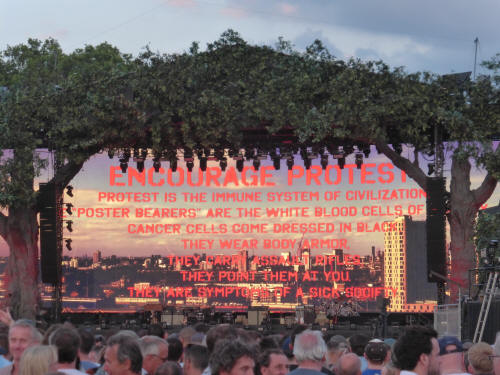 ENCOURAGE PROTEST
PROTEST IS THE IMMUNE SYSTEM OF CIVILIZATION
"POSTER BEARERS" ARE THE WHITE BLOOD CELLS OF
CANCER CELLS COME DRESSED IN BLACK
THEY WEAR BODY ARMOR
THEY CARRY ASSAULT RIFLES
THEY POINT THEM AT YOU
THEY ARE SYMPTOMS OF A SICK SOCIETY